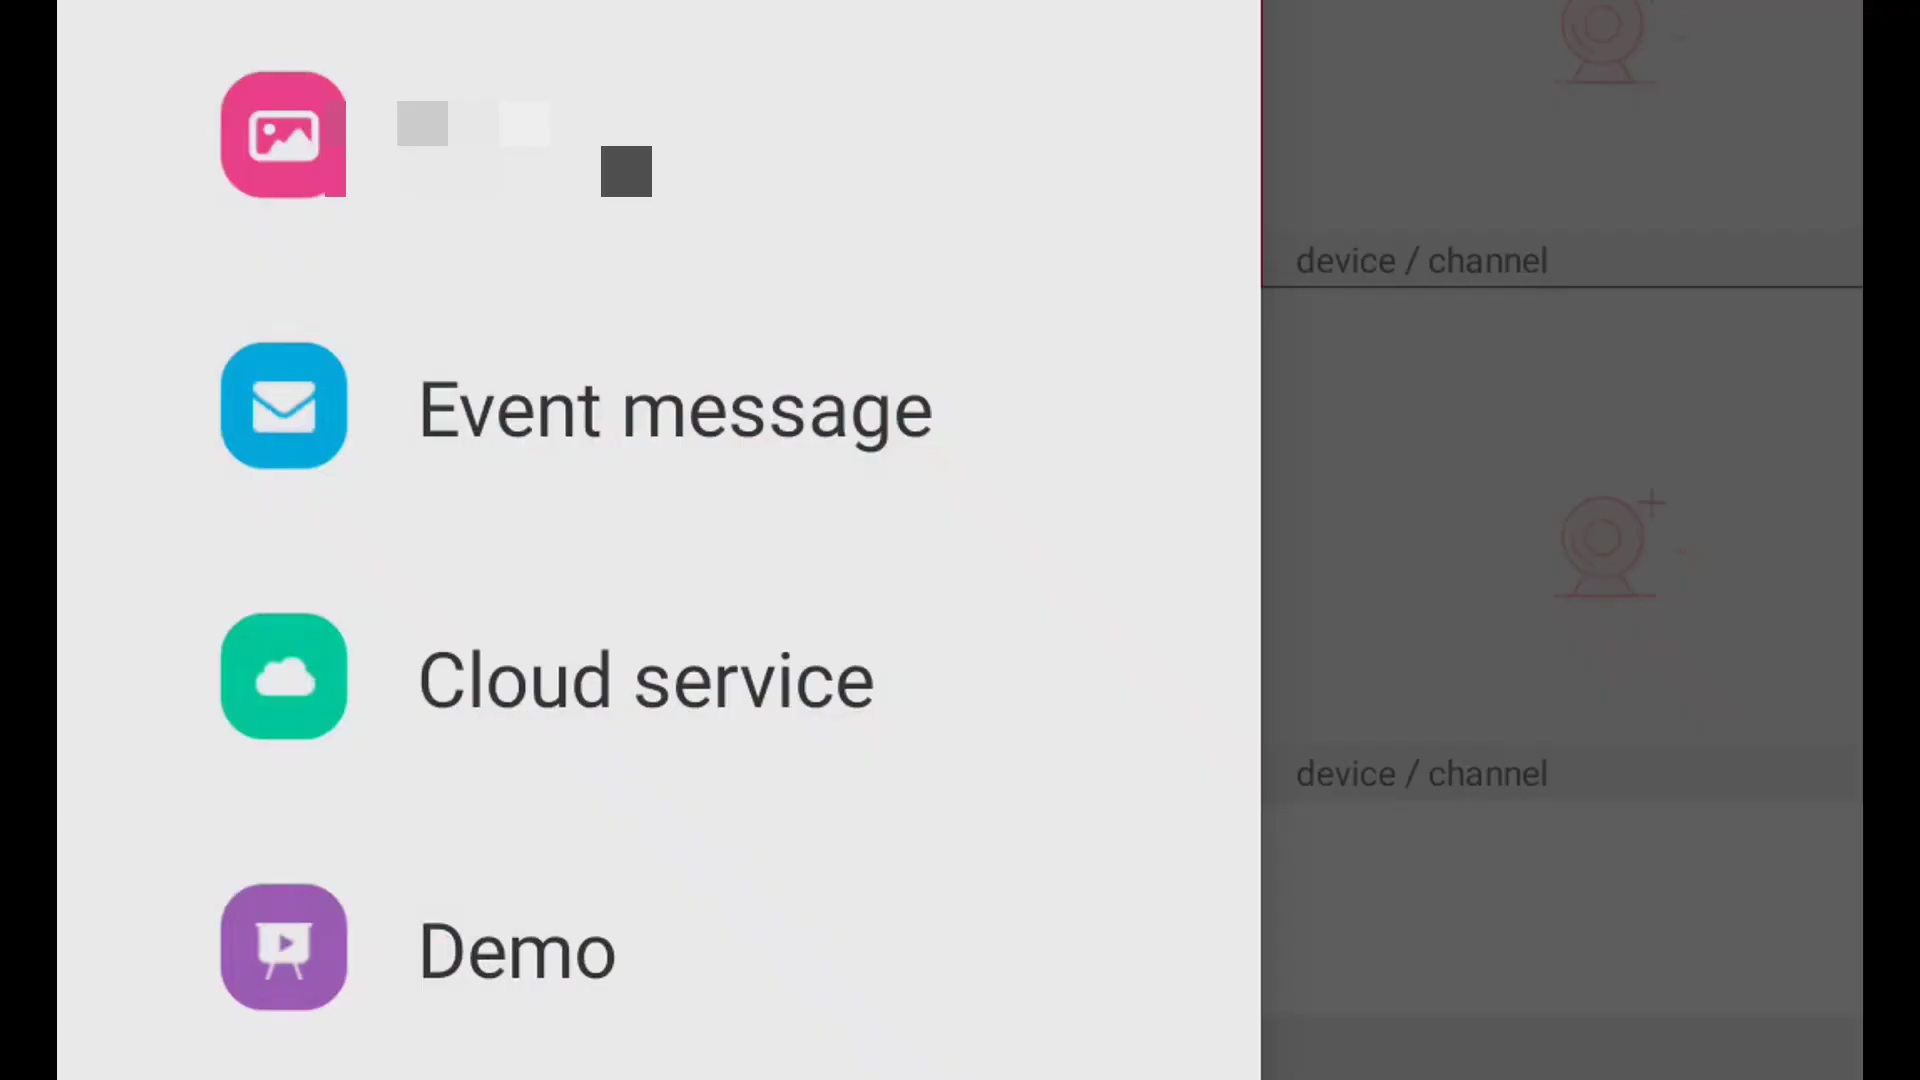 Event message
Cloud service
Demo
device / channel
device / channel